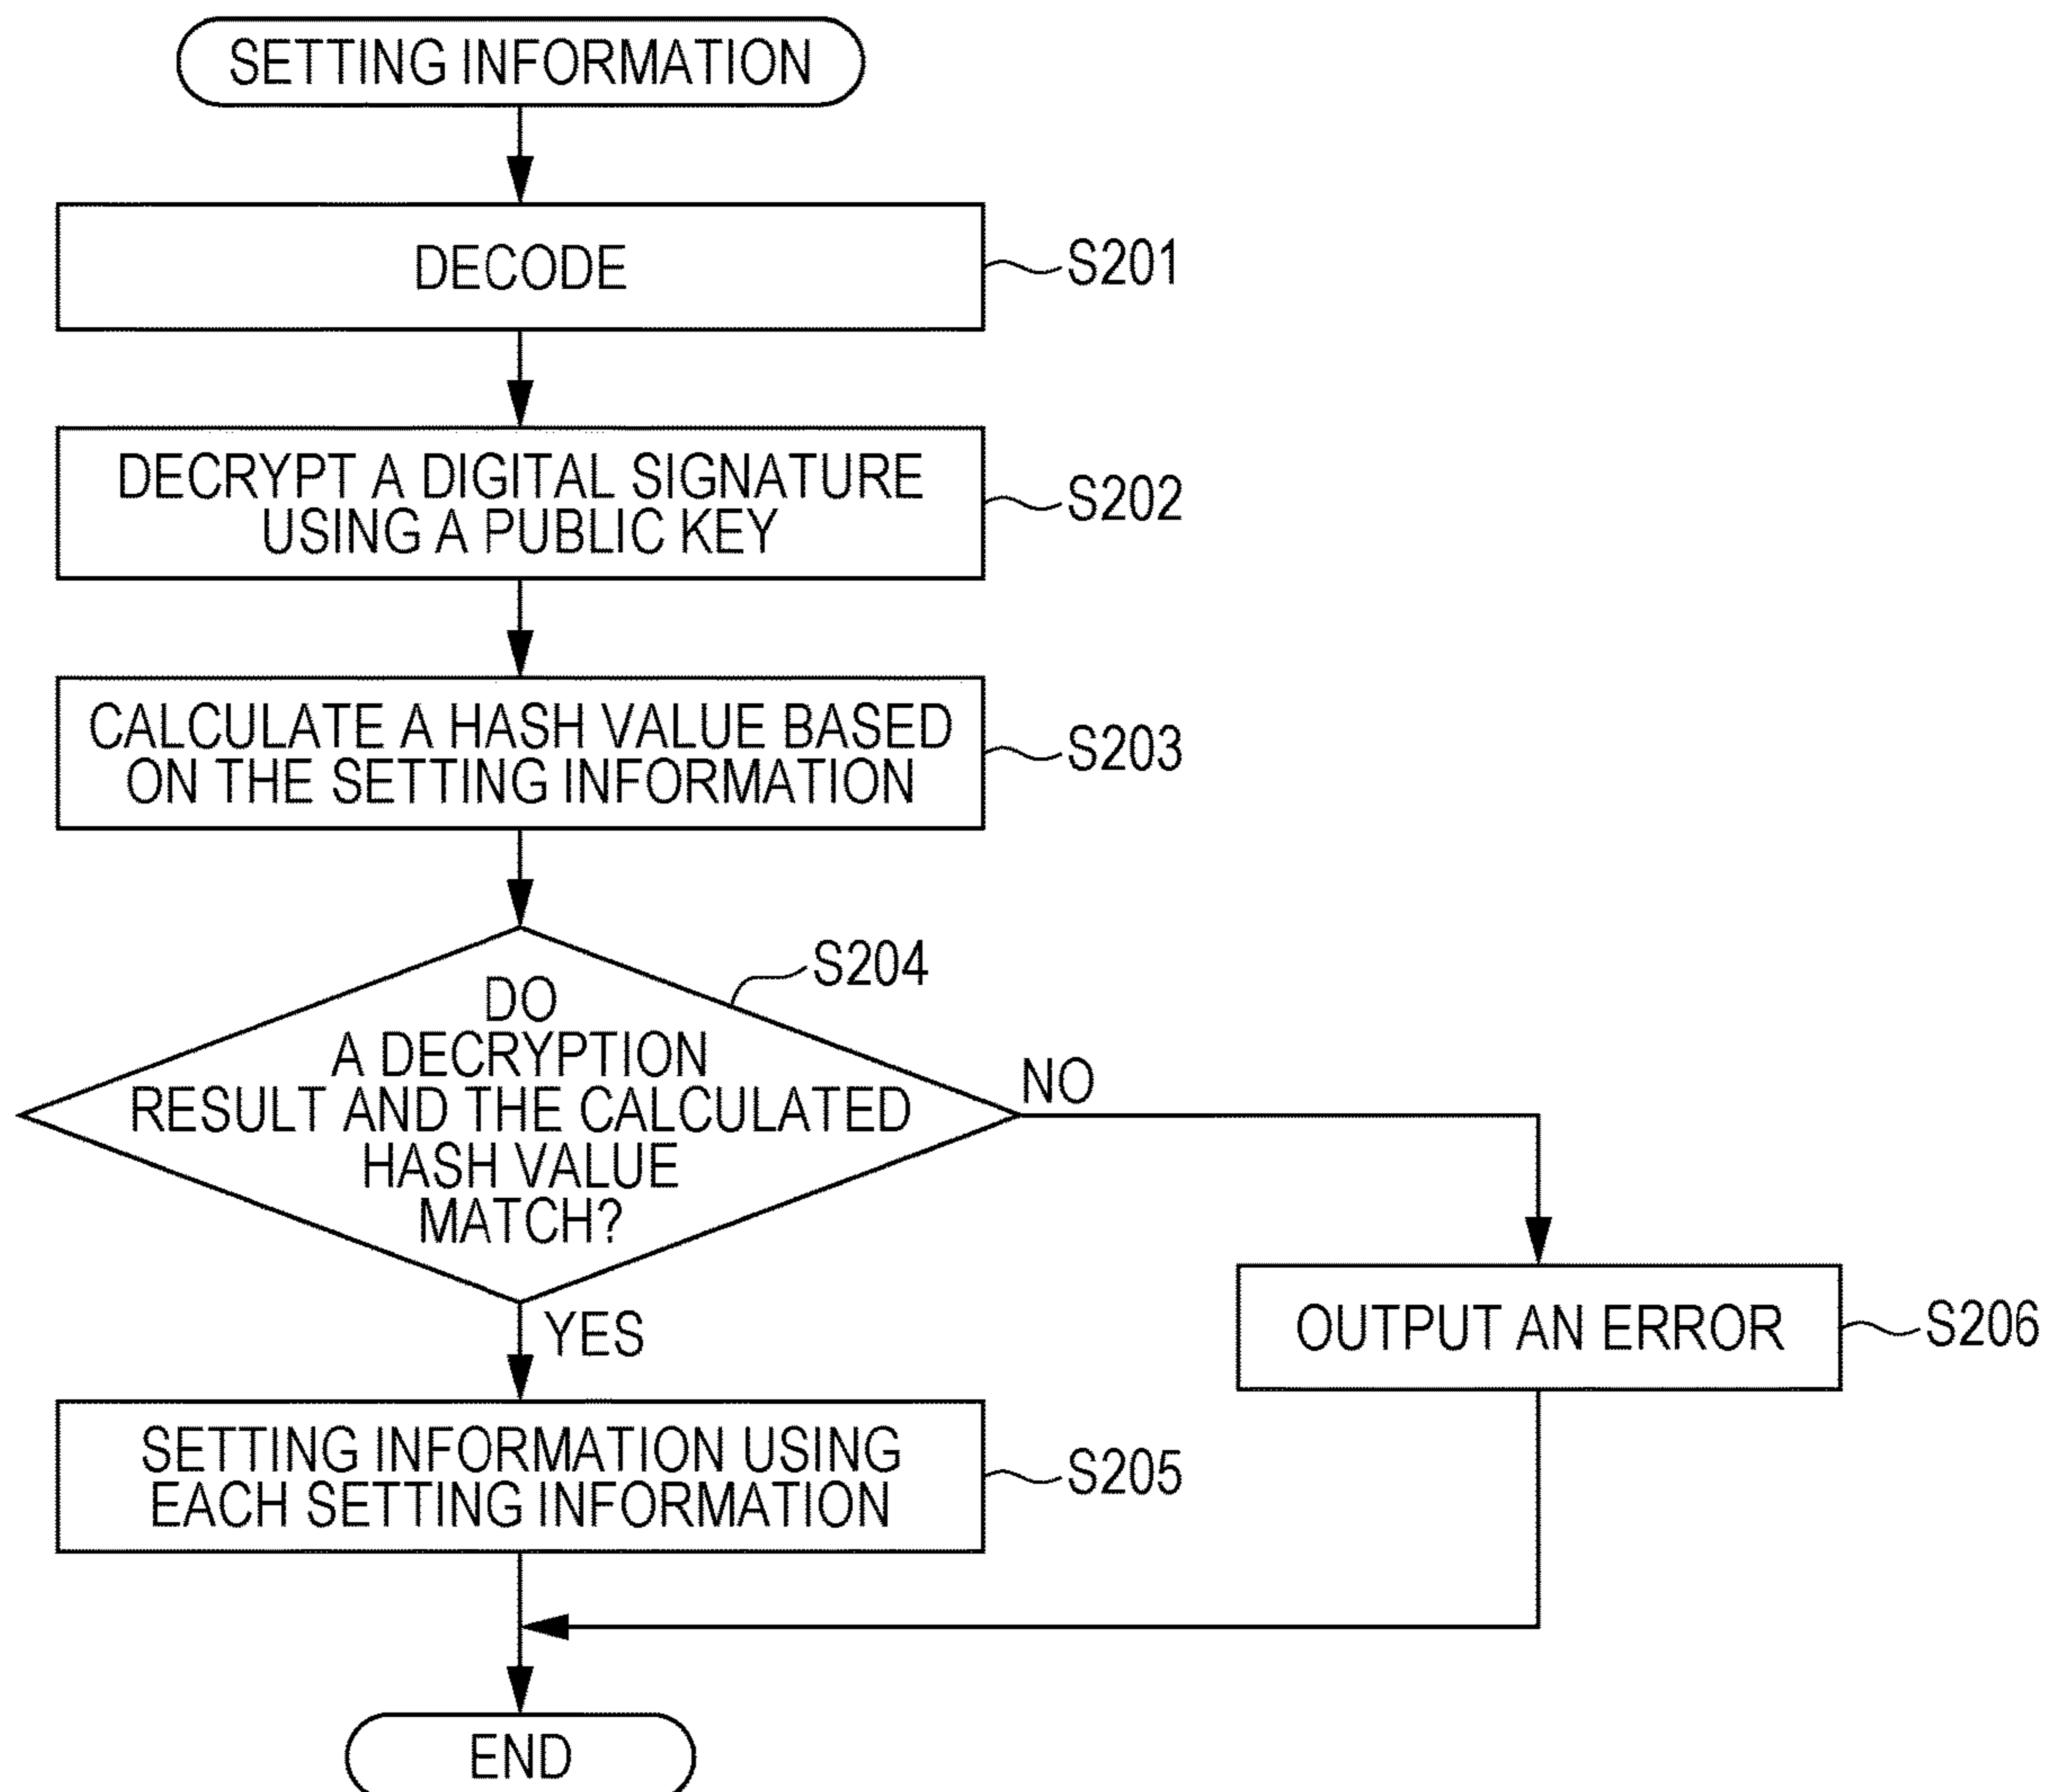 SETTING INFORMATION
DECODE
S201
DECRYPT A DIGITAL SIGNATURE
USING A PUBLIC KEY
S202
CALCULATE A HASH VALUE BASED
ON THE SETTING INFORMATION
S203
S204
DO
A DECRYPTION
RESULT AND THE CALCULATED
HASH VALUE
MATCH?
NO
YES
OUTPUT AN ERROR
S206
SETTING INFORMATION USING
EACH SETTING INFORMATION
S205
END